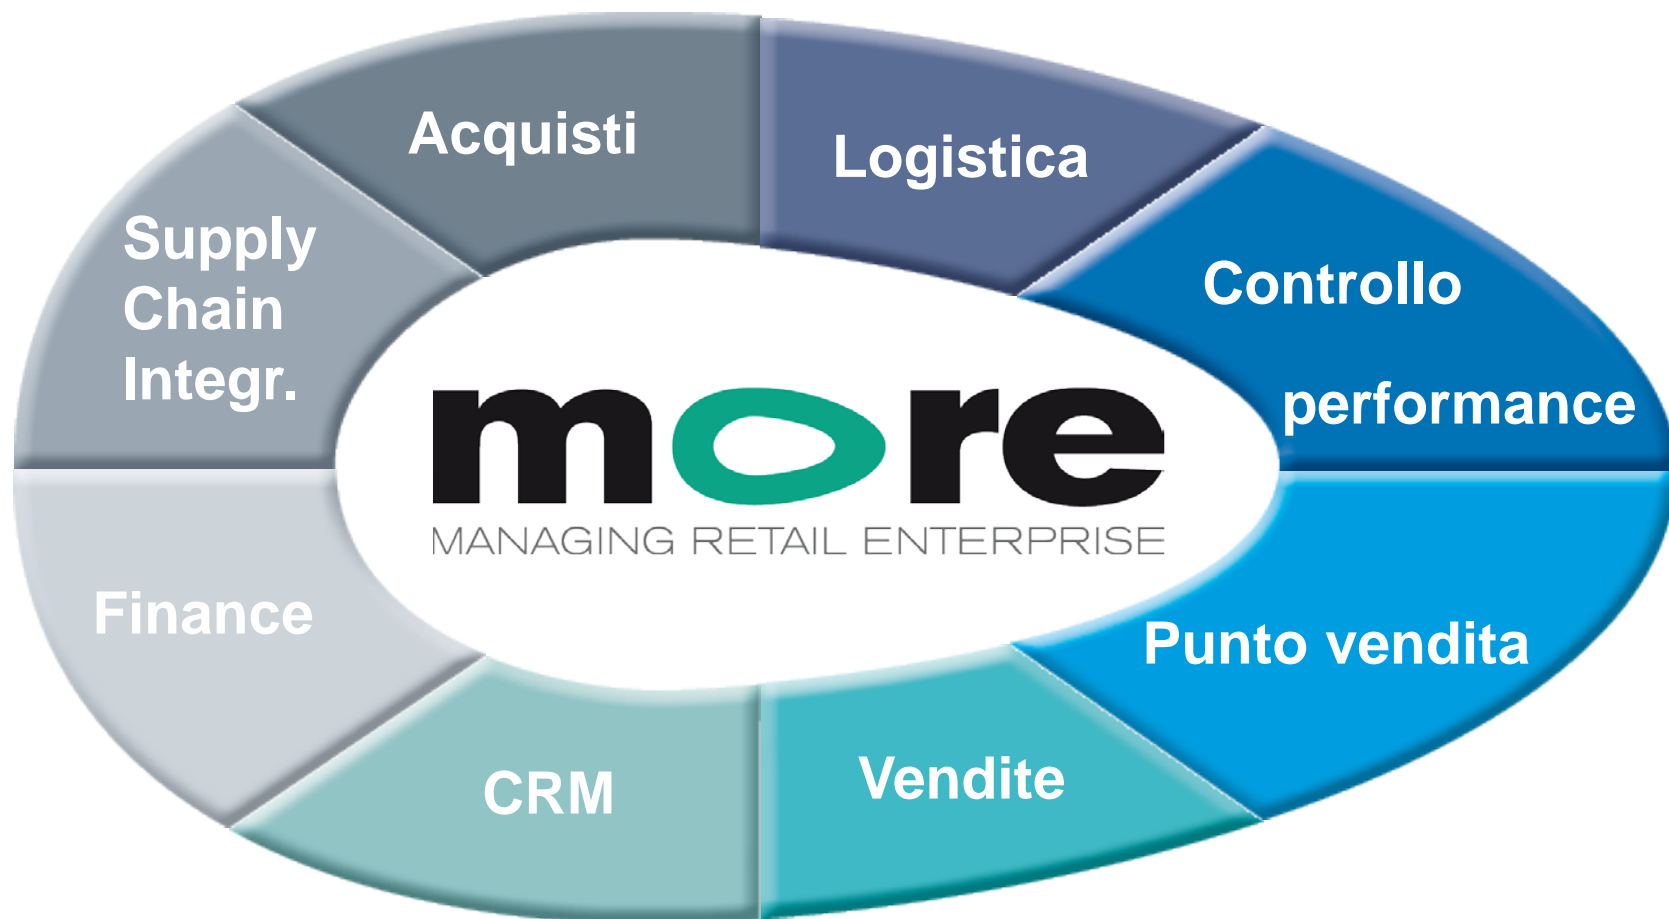 Acquisti
Logistica
Supply
Chain
Integr.
Controllo
performance
more
MANAGING RETAIL ENTERPRISE
Finance
Punto vendita
CRM
Vendite